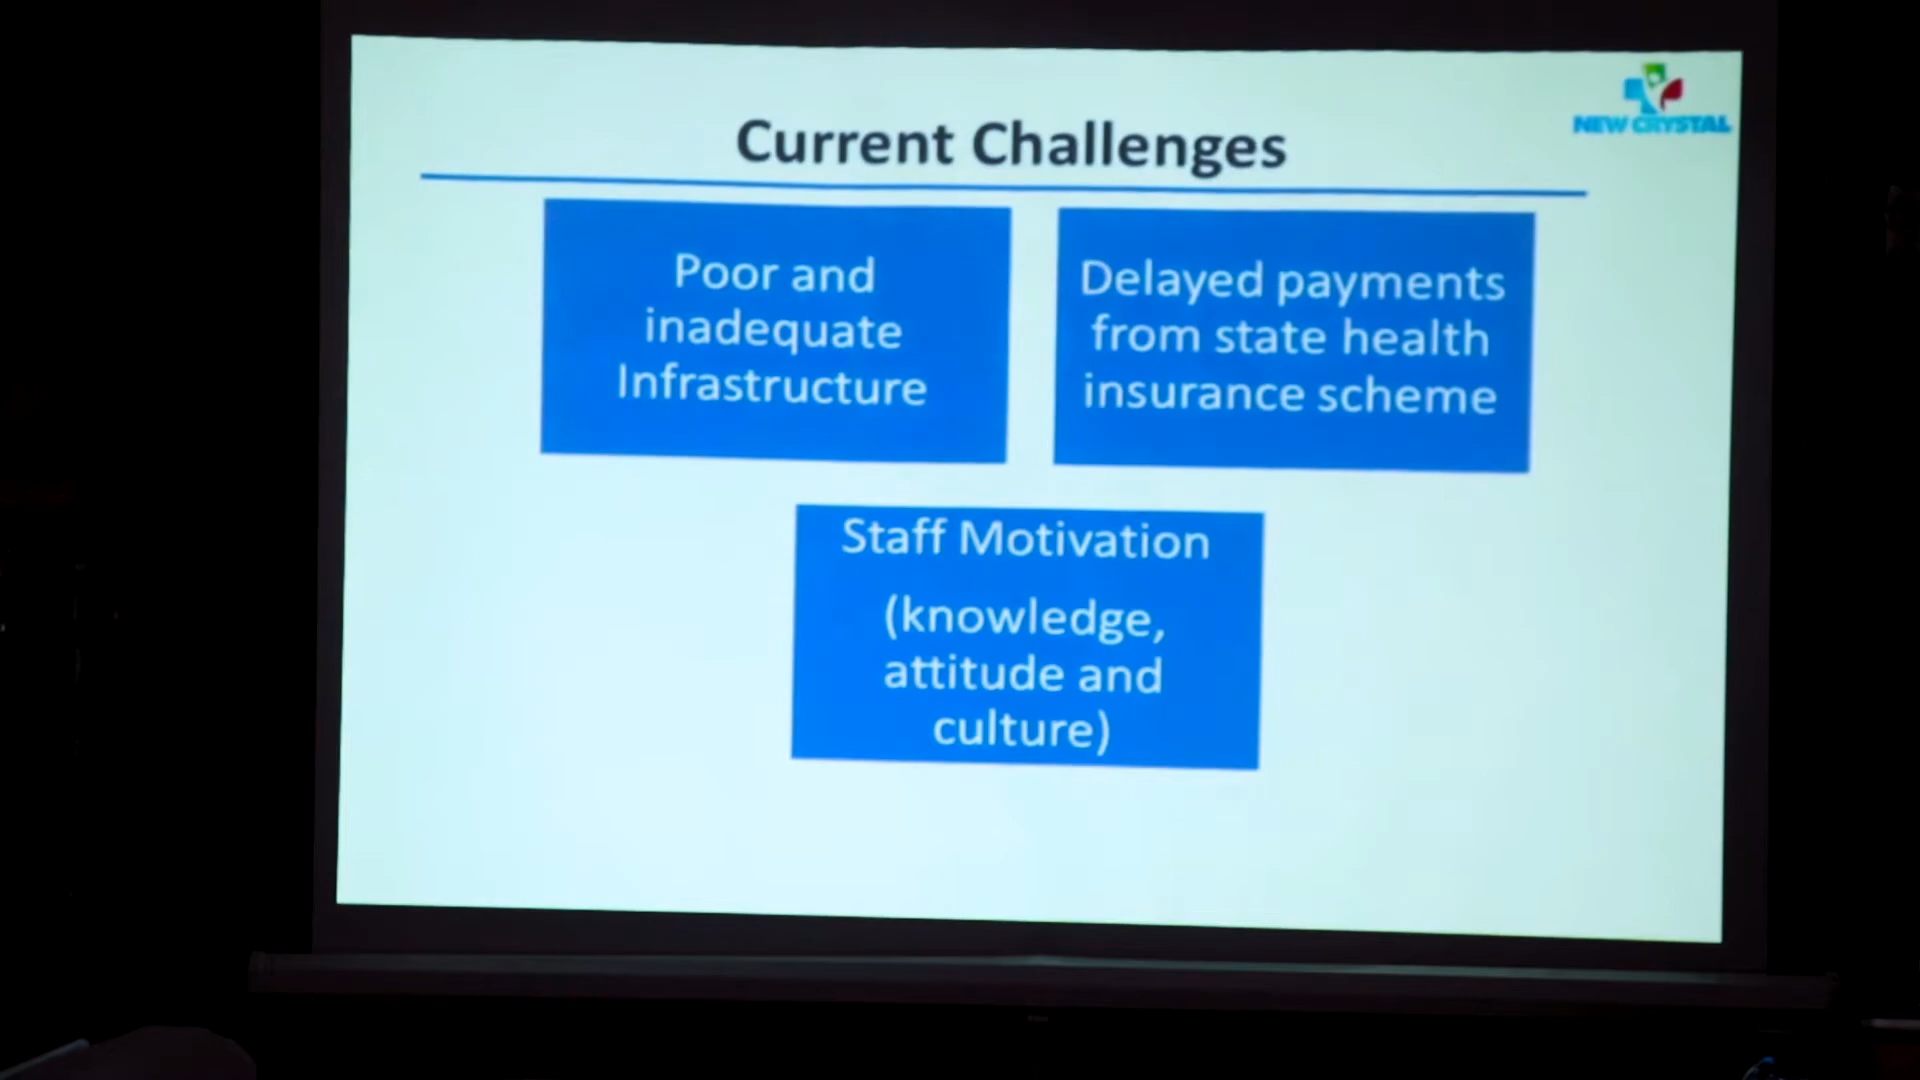 NEW CRYSTAL
Current Challenges
Poor and
inadequate
Infrastructure
Delayed payments
from state health
insurance scheme
Staff Motivation
(knowledge,
attitude and
culture)